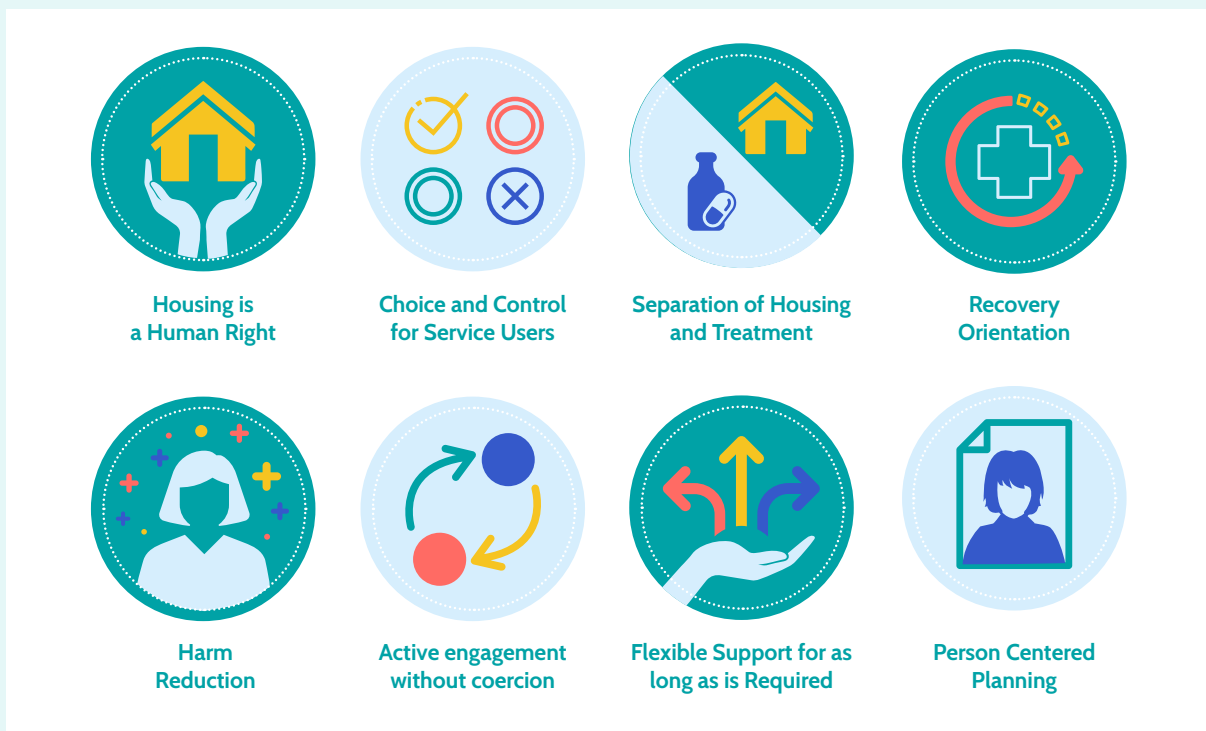 Housing is
a Human Right
Choice and Control
for Service Users
Separation of Housing
and Treatment
Recovery
Orientation
Harm
Reduction
Active engagement
without coercion
Flexible Support for as
long as is Required
Person Centered
Planning